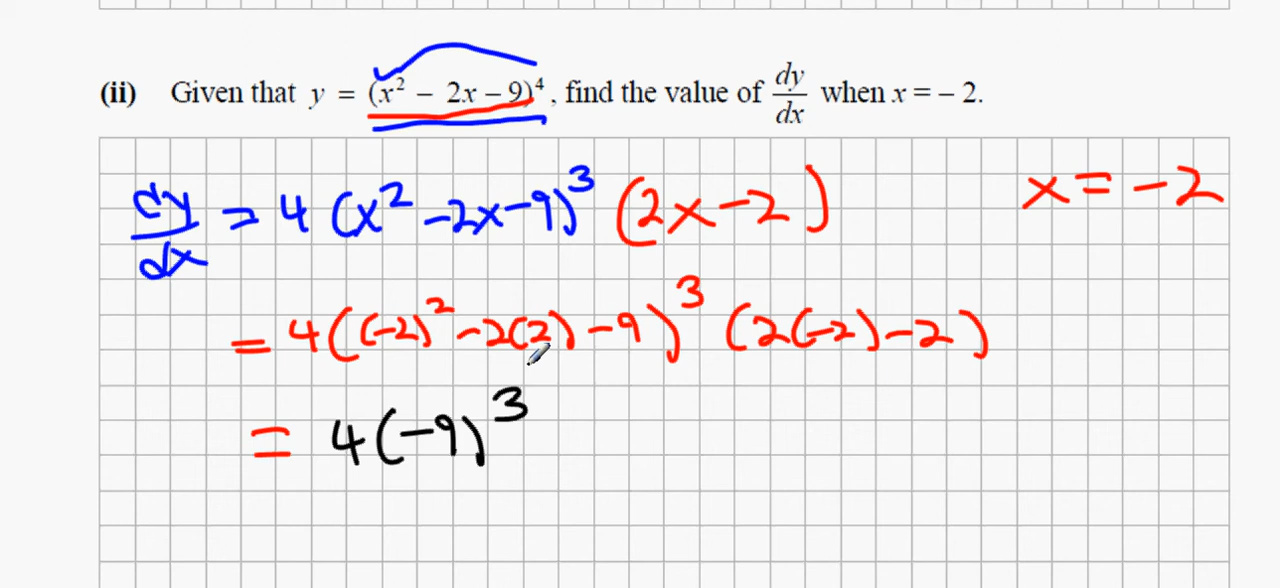 (ii) Given that y = (x² – 2x – 9)⁴, find the value of dy/dx when x = – 2.
dy/dx = 4(x² -2x-9)³ (2x-2) x = -2
= 4((-2)² -2(2) -9)³ (2(-2) -2)
= 4(-9)³